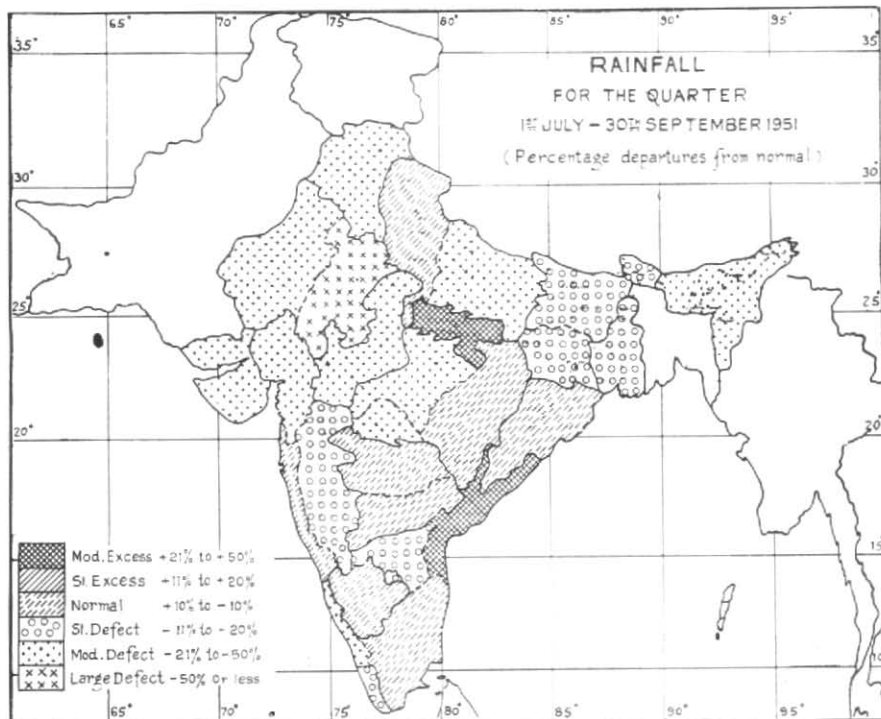 65° 70° 75° 80° 85° 90° 95°
35° 35°
RAINFALL
FOR THE QUARTER
1ST JULY – 30TH SEPTEMBER 1951
(Percentage departures from normal)
30° 30°
25° 25°
20° 20°
15° 15°
10°
Mod. Excess +21% to +50%
Sl. Excess +11% to +20%
Normal +10% to –10%
Sl. Defect –11% to –20%
Mod. Defect –21% to –50%
Large Defect –50% or less
65° 70° 75° 80° 85° 90° 95°